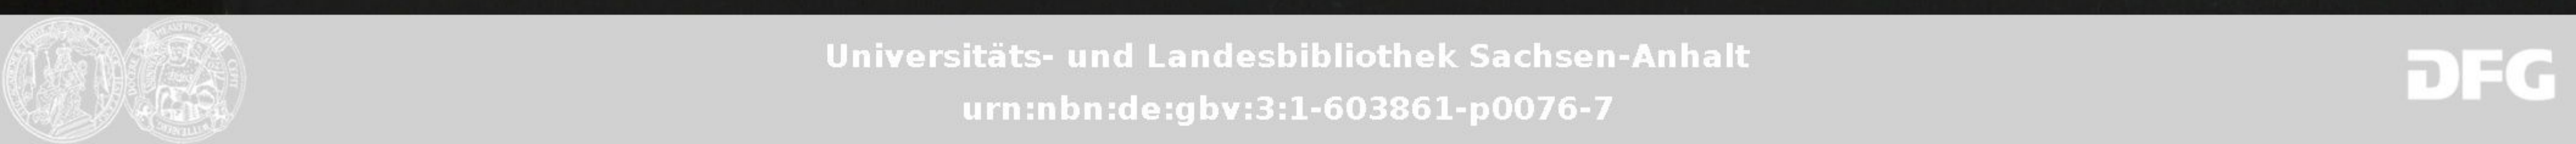 Universitäts- und Landesbibliothek Sachsen-Anhalt
urn:nbn:de:gbv:3:1-603861-p0076-7
DFG